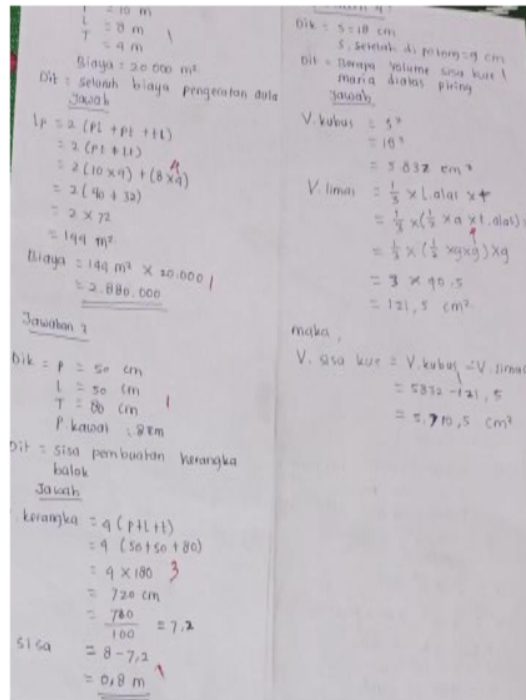 P = 10 m
l = 8 m
T = 4 m
Biaya = 20.000 m²
Dit = seluruh biaya pengecatan aula
Jawab
Lp = 2 (pl + pt + tl)
= 2 (pt + lt)
= 2 (10 x 4) + (8 x 4)
= 2 (40 + 32)
= 2 x 72
= 144 m²
Biaya = 144 m² x 20.000
= 2.880.000
Jawaban 3
Dik = P = 50 cm
l = 50 cm
T = 80 cm
P. kawat = 8 m
Dit = sisa pembuatan kerangka
balok
Jawab
kerangka = 4 (p+l+t)
= 4 (50+50+80)
= 4 x 180 3
= 720 cm
= 720
100 = 7,2
sisa = 8 - 7,2
= 0,8 m
Dik = s = 18 cm
s. setelah di potong = 9 cm
Dit = Berapa volume sisa kue
maria diatas piring
Jawab
V. kubus = s³
= 18³
= 5832 cm³
V. limas = 1/3 x L. alas x t
= 1/3 x (1/2 x a x t. alas)
= 1/3 x (1/2 x 9 x 9) x 9
= 3 x 40.5
= 121,5 cm³
maka,
V. sisa kue = V. kubus - V. limas
= 5832 - 121,5
= 5.710,5 cm³